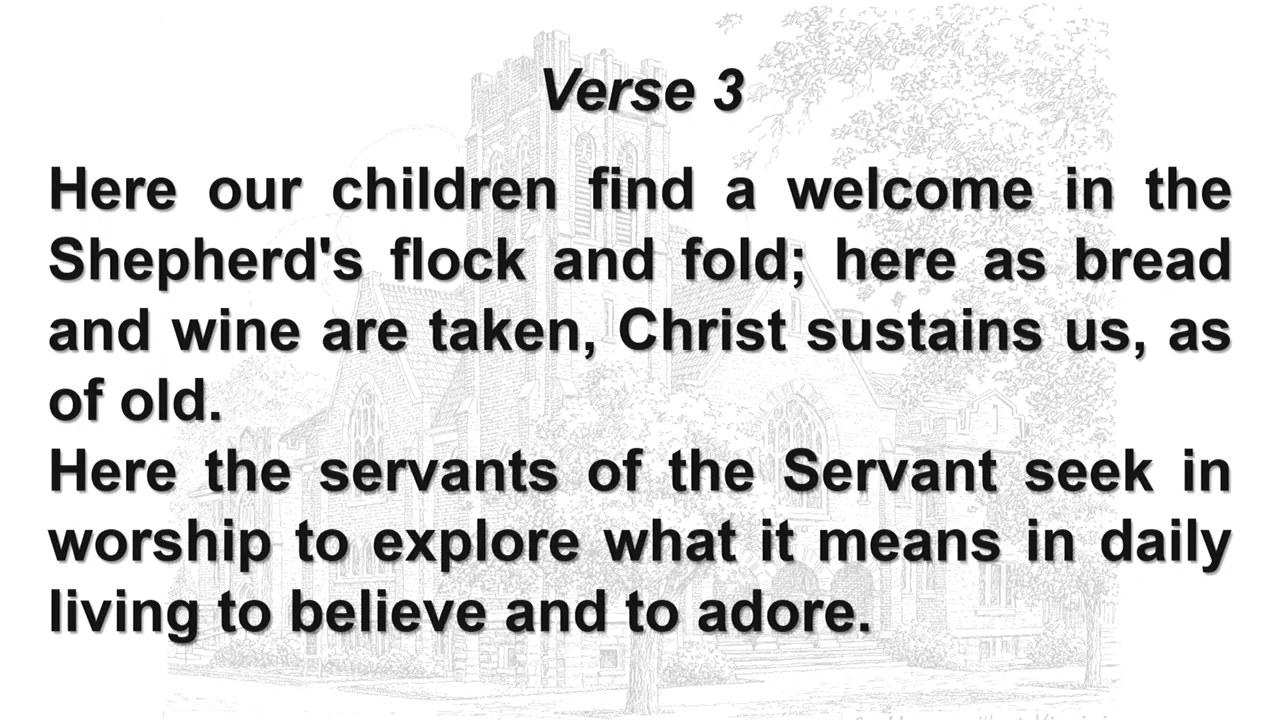 Verse 3
Here our children find a welcome in the
Shepherd's flock and fold; here as bread
and wine are taken, Christ sustains us, as
of old.
Here the servants of the Servant seek in
worship to explore what it means in daily
living to believe and to adore.